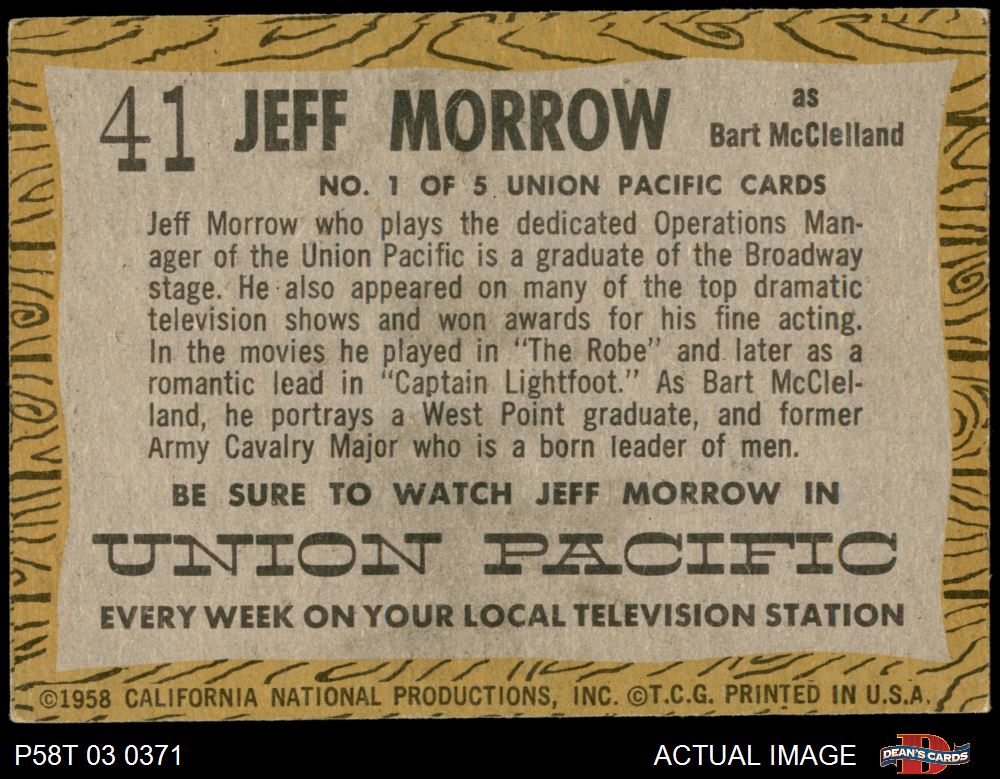 41 JEFF MORROW as Bart McClelland
NO. 1 OF 5 UNION PACIFIC CARDS
Jeff Morrow who plays the dedicated Operations Man-
ager of the Union Pacific is a graduate of the Broadway
stage. He also appeared on many of the top dramatic
television shows and won awards for his fine acting.
In the movies he played in "The Robe" and later as a
romantic lead in "Captain Lightfoot." As Bart McClel-
land, he portrays a West Point graduate, and former
Army Cavalry Major who is a born leader of men.
BE SURE TO WATCH JEFF MORROW IN
UNION PACIFIC
EVERY WEEK ON YOUR LOCAL TELEVISION STATION
©1958 CALIFORNIA NATIONAL PRODUCTIONS, INC. ©T.C.G. PRINTED IN U.S.A.
P58T 03 0371 ACTUAL IMAGE DEAN'S CARDS